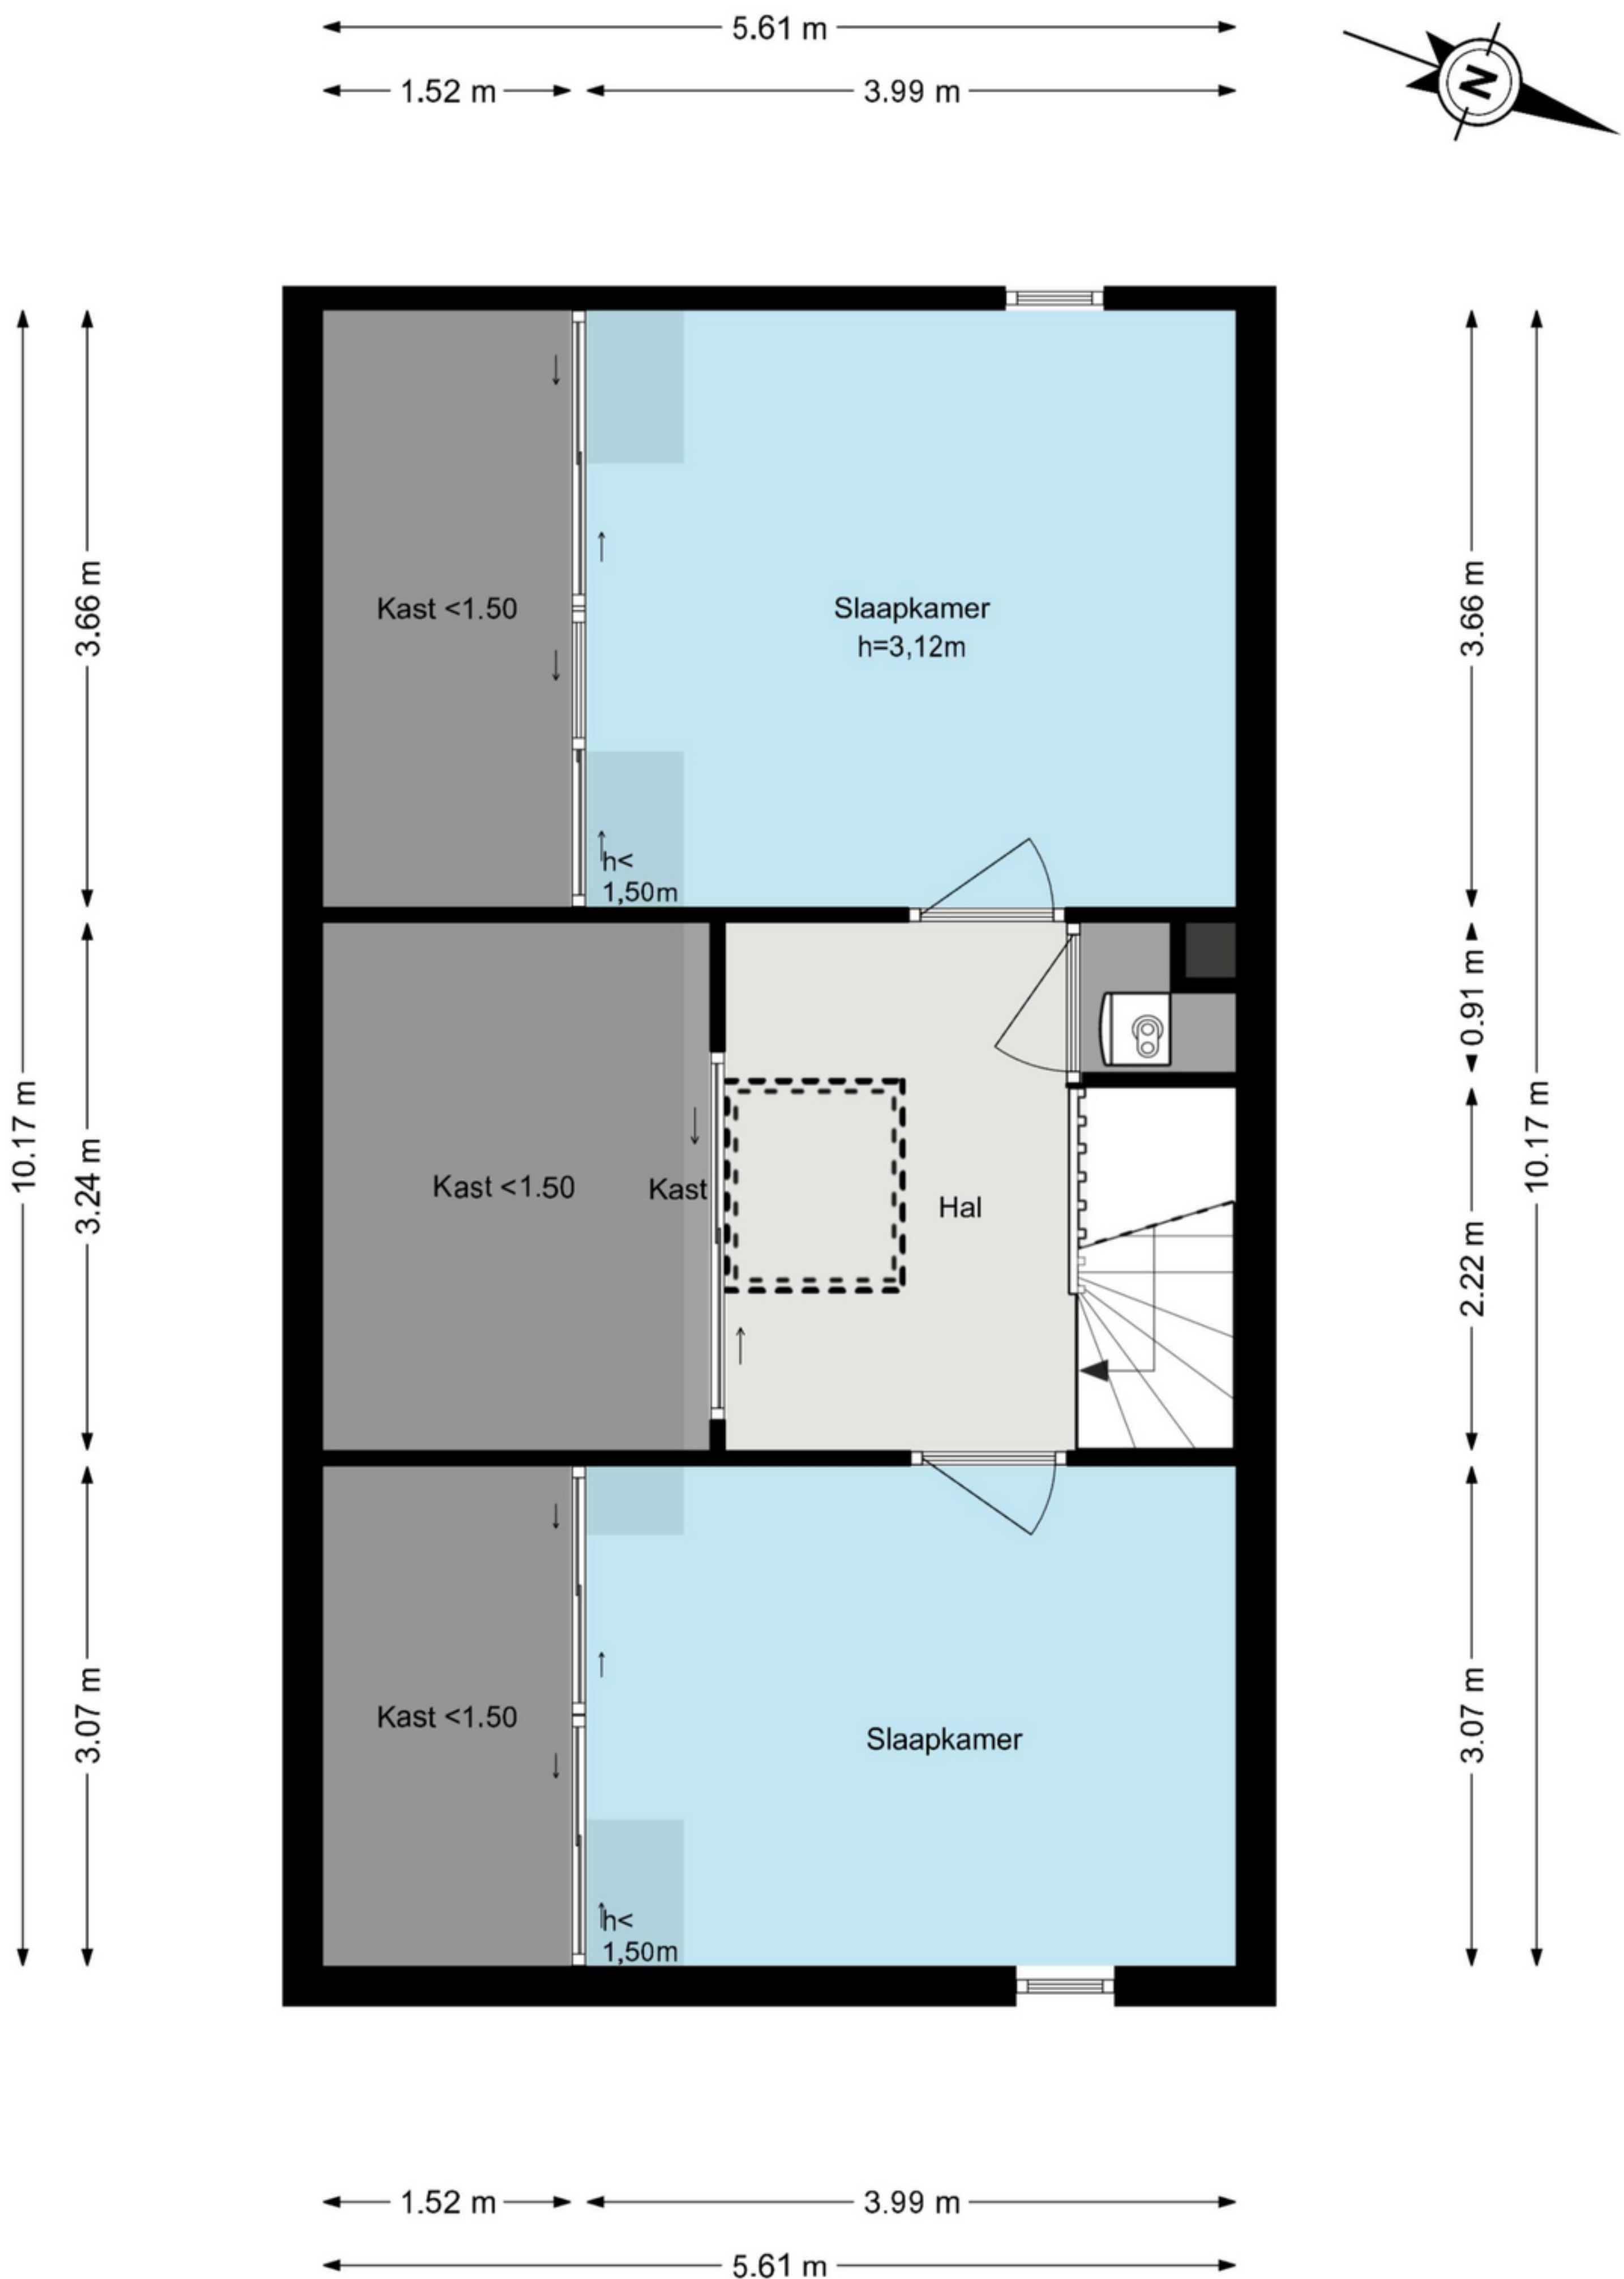 5.61 m
1.52 m
3.99 m
N
3.66 m
Kast <1.50
Slaapkamer
h=3,12m
3.66 m
h<
1,50m
0.91 m
10.17 m
3.24 m
Kast <1.50
Kast
Hal
2.22 m
10.17 m
3.07 m
Kast <1.50
Slaapkamer
3.07 m
h<
1,50m
1.52 m
3.99 m
5.61 m